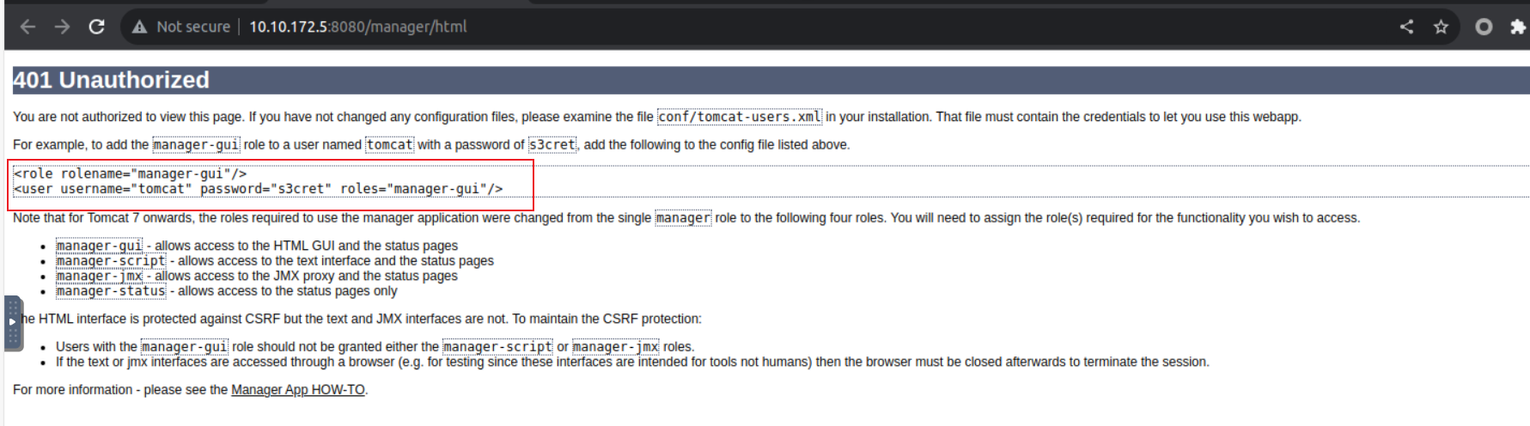 Not secure | 10.10.172.5:8080/manager/html
401 Unauthorized
You are not authorized to view this page. If you have not changed any configuration files, please examine the file conf/tomcat-users.xml in your installation. That file must contain the credentials to let you use this webapp.
For example, to add the manager-gui role to a user named tomcat with a password of s3cret, add the following to the config file listed above.
<role rolename="manager-gui"/>
<user username="tomcat" password="s3cret" roles="manager-gui"/>
Note that for Tomcat 7 onwards, the roles required to use the manager application were changed from the single manager role to the following four roles. You will need to assign the role(s) required for the functionality you wish to access.
• manager-gui - allows access to the HTML GUI and the status pages
• manager-script - allows access to the text interface and the status pages
• manager-jmx - allows access to the JMX proxy and the status pages
• manager-status - allows access to the status pages only
he HTML interface is protected against CSRF but the text and JMX interfaces are not. To maintain the CSRF protection:
• Users with the manager-gui role should not be granted either the manager-script or manager-jmx roles.
• If the text or jmx interfaces are accessed through a browser (e.g. for testing since these interfaces are intended for tools not humans) then the browser must be closed afterwards to terminate the session.
For more information - please see the Manager App HOW-TO.